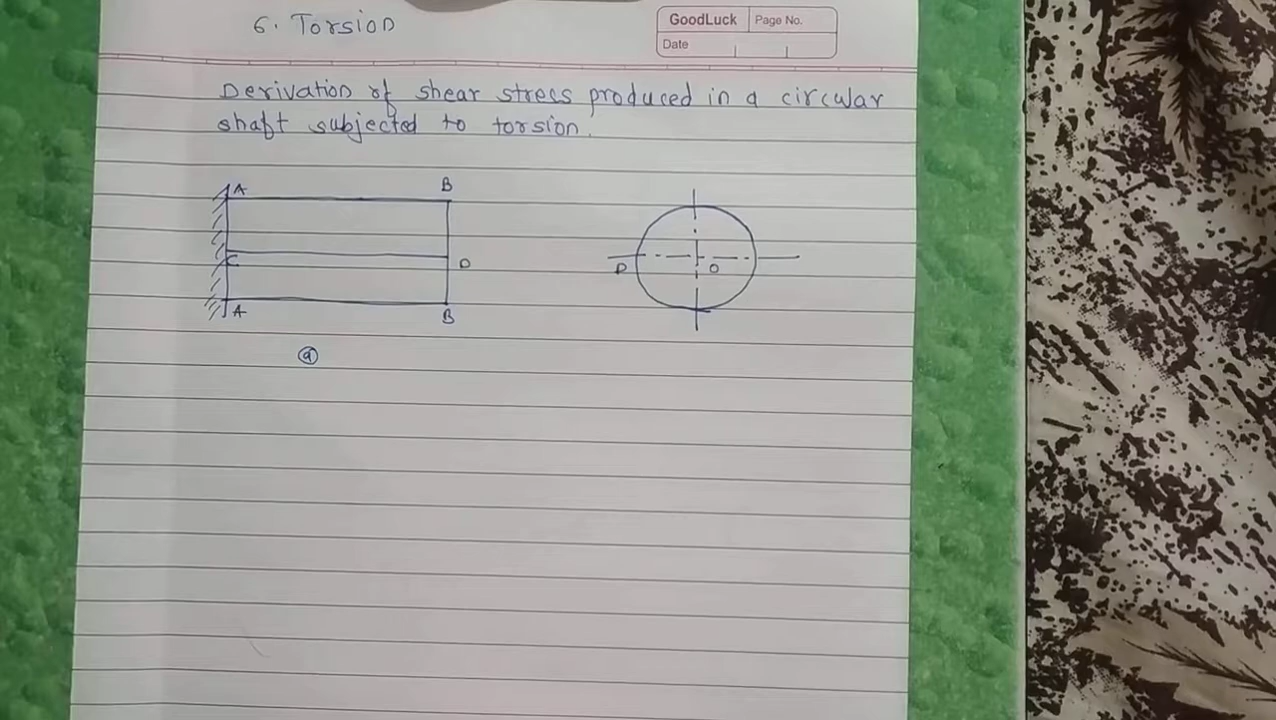 6. Torsion
GoodLuck Page No.
Date
Derivation of shear stress produced in a circular
shaft subjected to torsion.
A B
C D
A B
D O
a